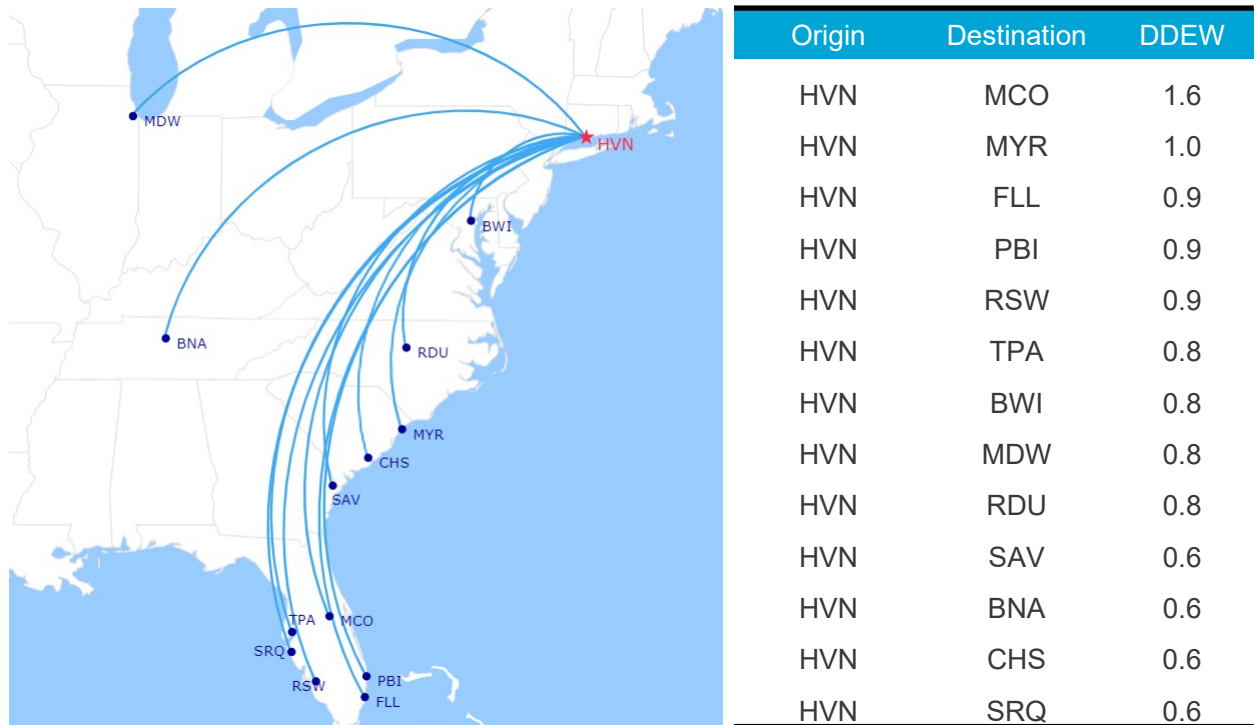 MDW
HVN
BWI
BNA
RDU
MYR
CHS
SAV
TPA
MCO
SRQ
RSW
PBI
FLL
Origin Destination DDEW
HVN MCO 1.6
HVN MYR 1.0
HVN FLL 0.9
HVN PBI 0.9
HVN RSW 0.9
HVN TPA 0.8
HVN BWI 0.8
HVN MDW 0.8
HVN RDU 0.8
HVN SAV 0.6
HVN BNA 0.6
HVN CHS 0.6
HVN SRQ 0.6